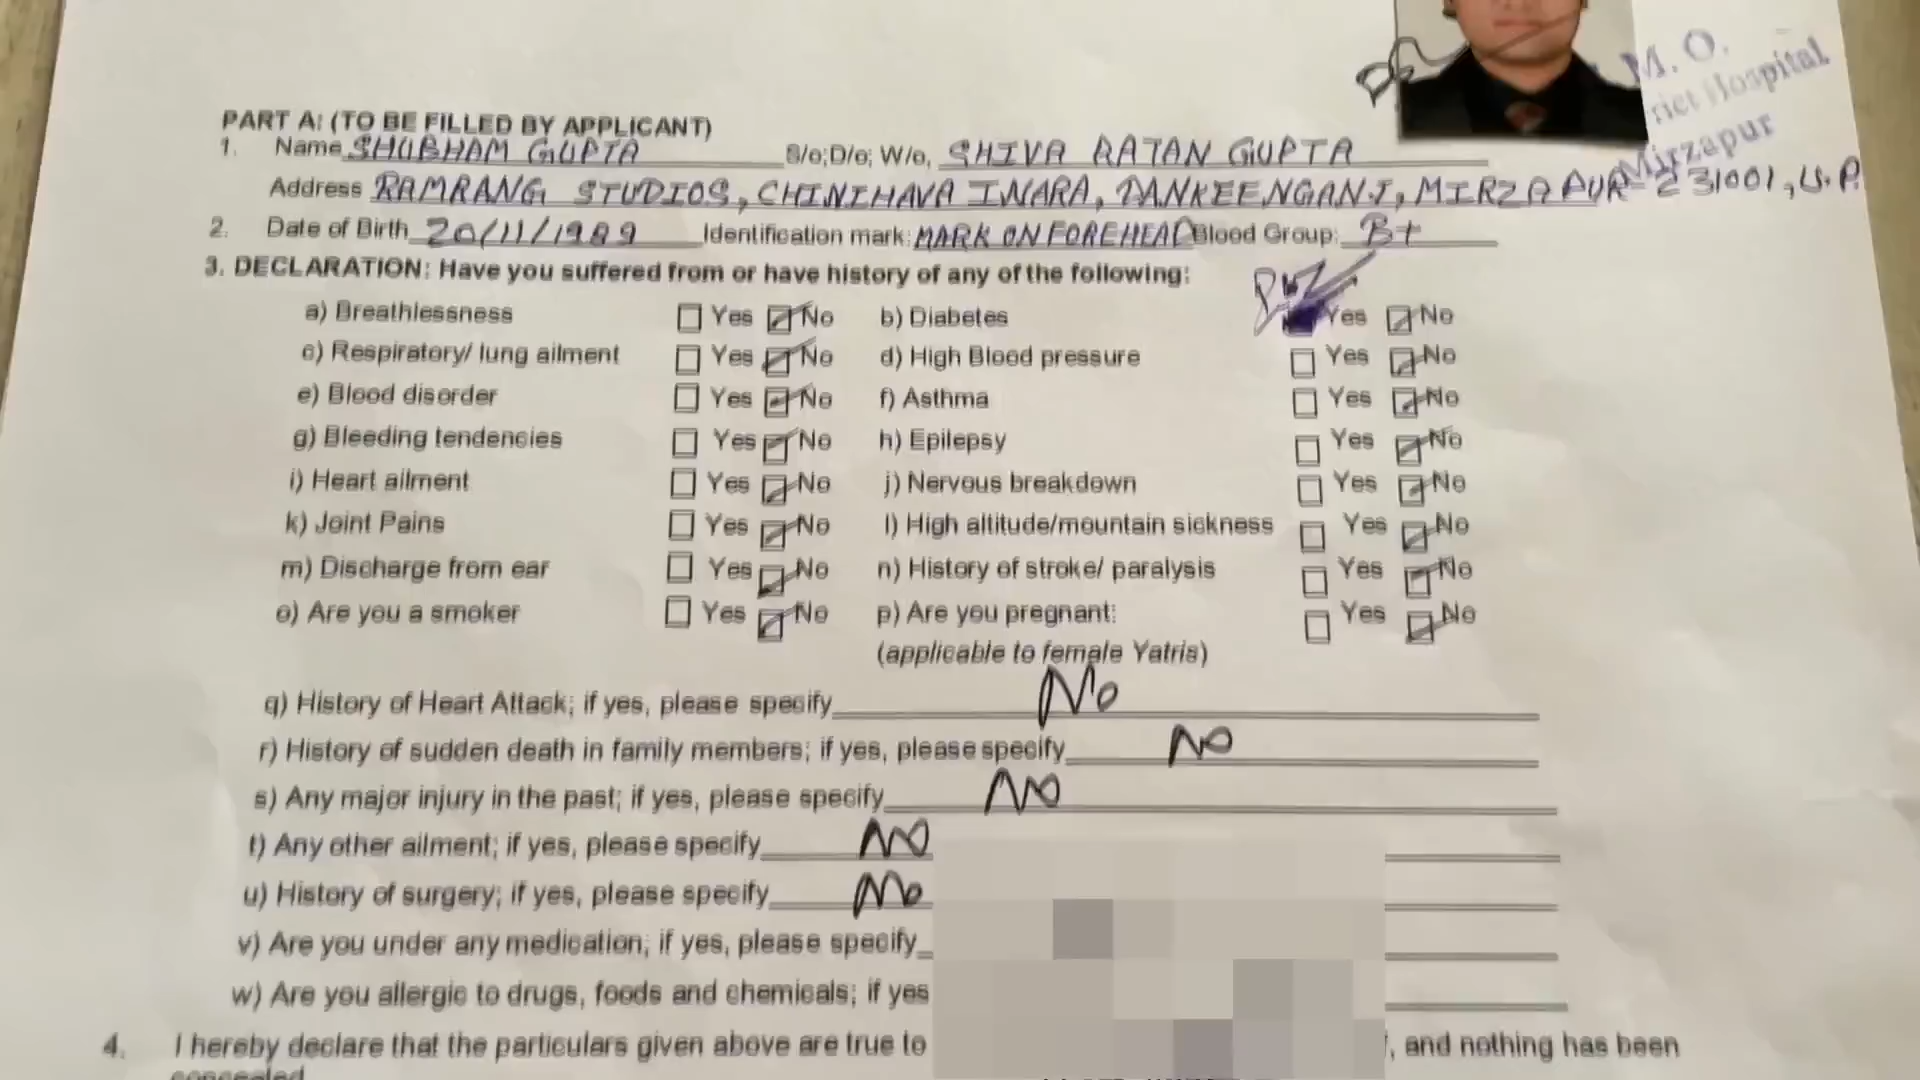 M. O.
rict Hospital
Mirzapur
PART A: (TO BE FILLED BY APPLICANT)
1. Name SHUBHAM GUPTA S/o;D/o; W/o, SHIVA RATAN GUPTA
Address RAMRANG STUDIOS, CHINIHAVA INARA, DANKEENGANJ, MIRZAPUR- 231001, U.P.
2. Date of Birth 20/11/1989 Identification mark: MARK ON FOREHEAD Blood Group: B+
3. DECLARATION: Have you suffered from or have history of any of the following:
a) Breathlessness Yes No b) Diabetes Yes No
c) Respiratory/ lung ailment Yes No d) High Blood pressure Yes No
e) Blood disorder Yes No f) Asthma Yes No
g) Bleeding tendencies Yes No h) Epilepsy Yes No
i) Heart ailment Yes No j) Nervous breakdown Yes No
k) Joint Pains Yes No l) High altitude/mountain sickness Yes No
m) Discharge from ear Yes No n) History of stroke/ paralysis Yes No
o) Are you a smoker Yes No p) Are you pregnant: Yes No
(applicable to female Yatris)
q) History of Heart Attack; if yes, please specify No
r) History of sudden death in family members; if yes, please specify NO
s) Any major injury in the past; if yes, please specify NO
t) Any other ailment; if yes, please specify NO
u) History of surgery; if yes, please specify No
v) Are you under any medication; if yes, please specify
w) Are you allergic to drugs, foods and chemicals; if yes
4. I hereby declare that the particulars given above are true to , and nothing has been
concealed